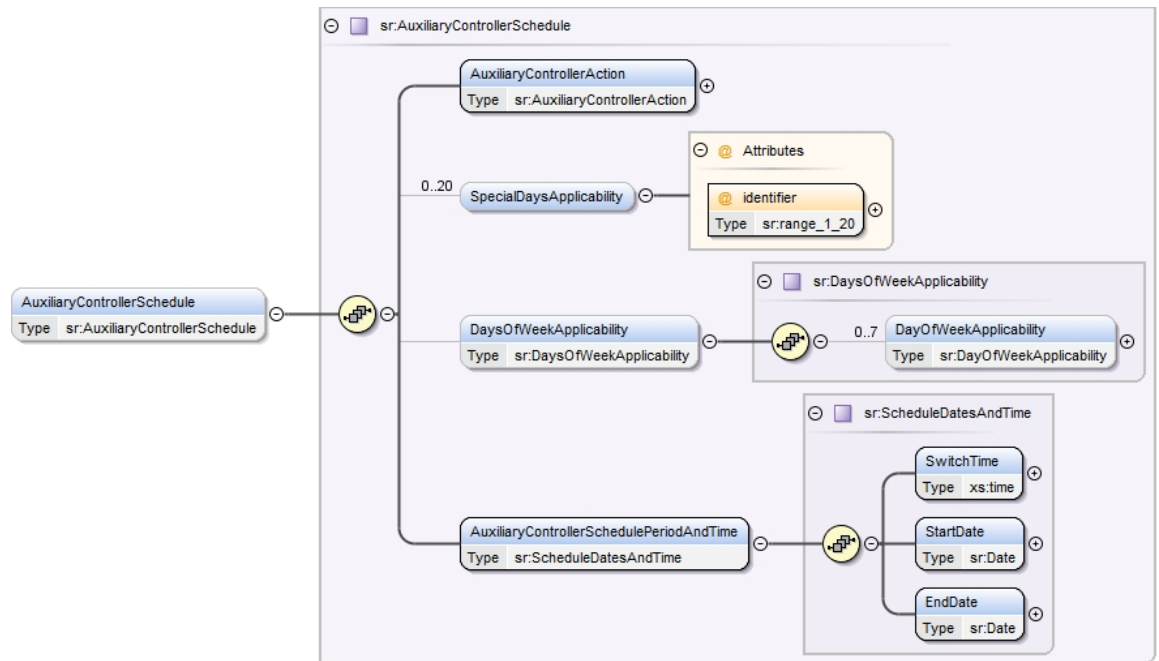 sr:AuxiliaryControllerSchedule
AuxiliaryControllerAction
Type sr:AuxiliaryControllerAction
@ Attributes
0..20
SpecialDaysApplicability
@ identifier
Type sr:range_1_20
AuxiliaryControllerSchedule
Type sr:AuxiliaryControllerSchedule
sr:DaysOfWeekApplicability
DaysOfWeekApplicability
Type sr:DaysOfWeekApplicability
0..7
DayOfWeekApplicability
Type sr:DayOfWeekApplicability
sr:ScheduleDatesAndTime
SwitchTime
Type xs:time
AuxiliaryControllerSchedulePeriodAndTime
Type sr:ScheduleDatesAndTime
StartDate
Type sr:Date
EndDate
Type sr:Date